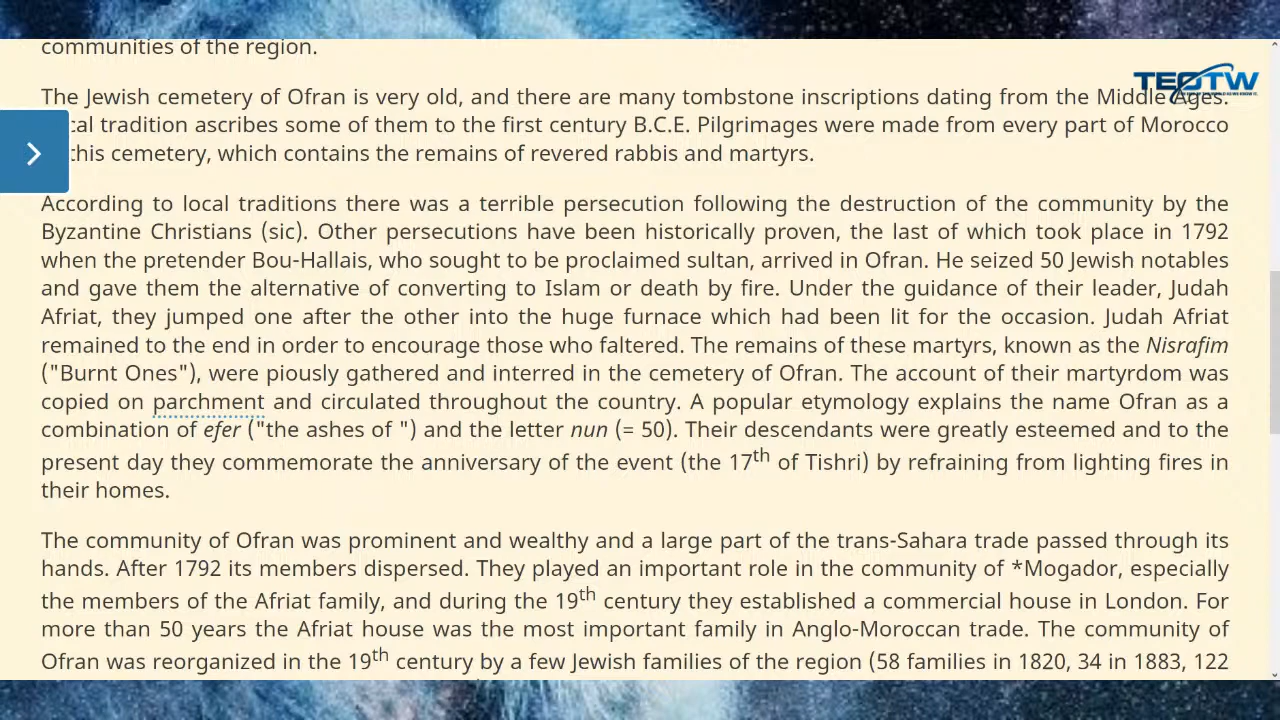 communities of the region.
TEOTW
The Jewish cemetery of Ofran is very old, and there are many tombstone inscriptions dating from the Middle Ages.
cal tradition ascribes some of them to the first century B.C.E. Pilgrimages were made from every part of Morocco
this cemetery, which contains the remains of revered rabbis and martyrs.
According to local traditions there was a terrible persecution following the destruction of the community by the
Byzantine Christians (sic). Other persecutions have been historically proven, the last of which took place in 1792
when the pretender Bou-Hallais, who sought to be proclaimed sultan, arrived in Ofran. He seized 50 Jewish notables
and gave them the alternative of converting to Islam or death by fire. Under the guidance of their leader, Judah
Afriat, they jumped one after the other into the huge furnace which had been lit for the occasion. Judah Afriat
remained to the end in order to encourage those who faltered. The remains of these martyrs, known as the Nisrafim
("Burnt Ones"), were piously gathered and interred in the cemetery of Ofran. The account of their martyrdom was
copied on parchment and circulated throughout the country. A popular etymology explains the name Ofran as a
combination of efer ("the ashes of ") and the letter nun (= 50). Their descendants were greatly esteemed and to the
present day they commemorate the anniversary of the event (the 17th of Tishri) by refraining from lighting fires in
their homes.
The community of Ofran was prominent and wealthy and a large part of the trans-Sahara trade passed through its
hands. After 1792 its members dispersed. They played an important role in the community of *Mogador, especially
the members of the Afriat family, and during the 19th century they established a commercial house in London. For
more than 50 years the Afriat house was the most important family in Anglo-Moroccan trade. The community of
Ofran was reorganized in the 19th century by a few Jewish families of the region (58 families in 1820, 34 in 1883, 122